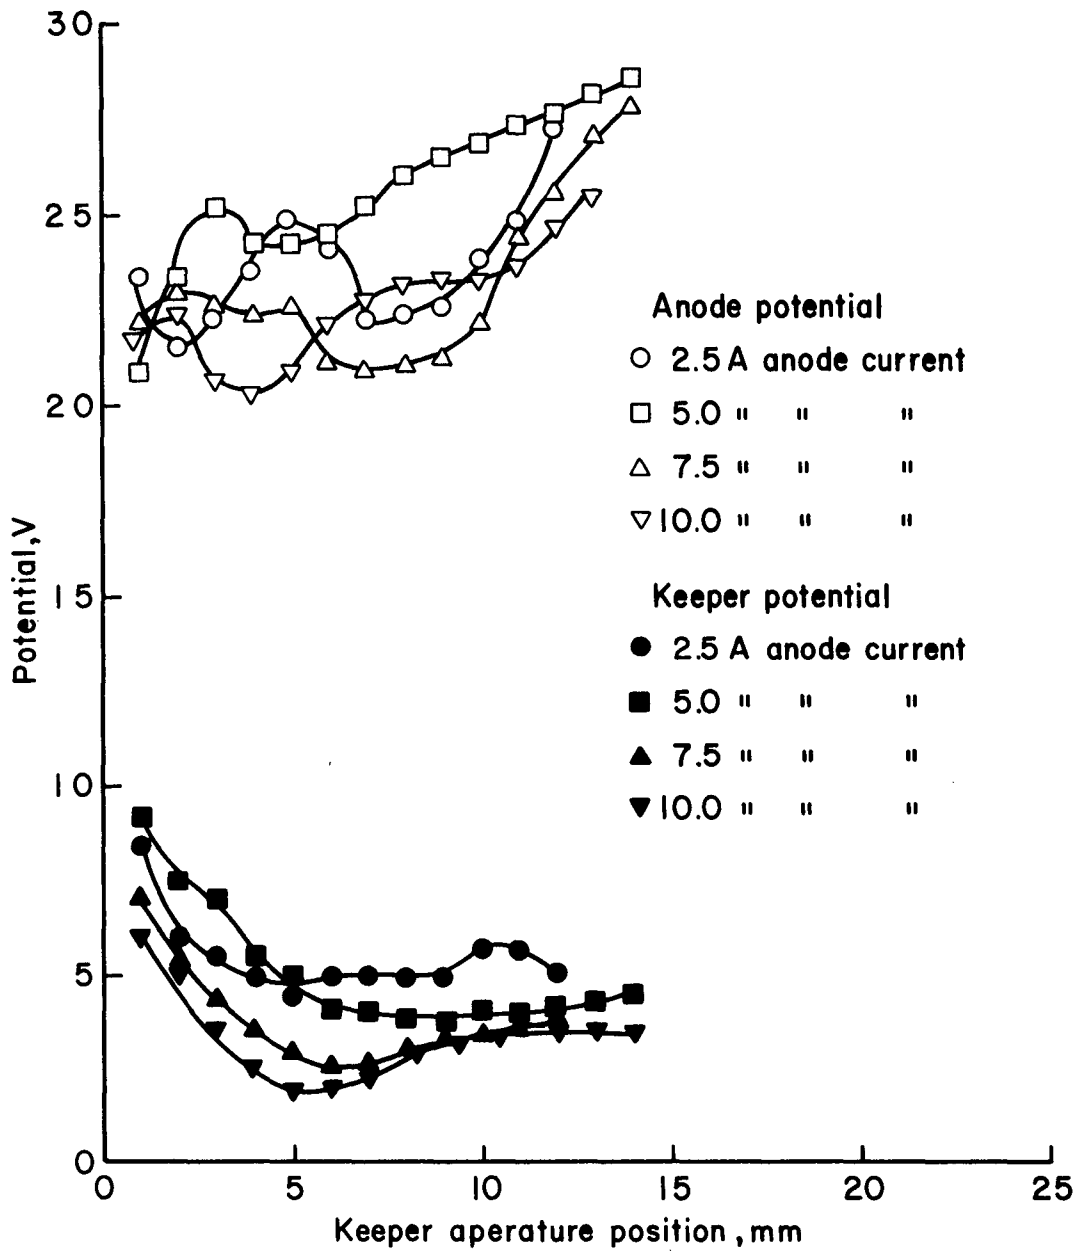 30
25
20
15
10
5
0
Potential,V
0 5 10 15 20 25
Keeper aperature position, mm
Anode potential
2.5 A anode current
5.0 " " "
7.5 " " "
10.0 " " "
Keeper potential
2.5 A anode current
5.0 " " "
7.5 " " "
10.0 " " "